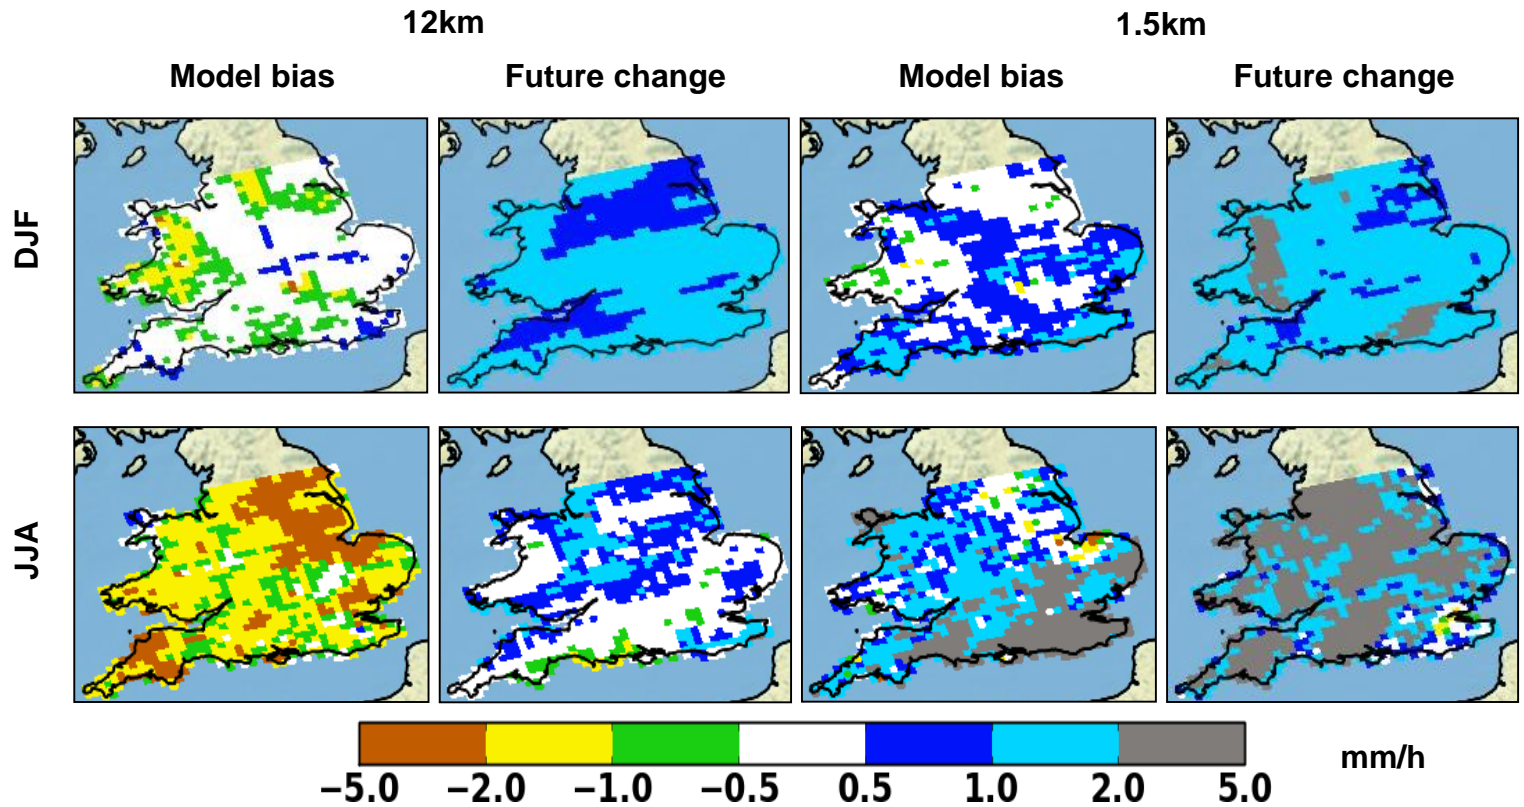 12km 1.5km
Model bias Future change Model bias Future change
DJF
JJA
−5.0 −2.0 −1.0 −0.5 0.5 1.0 2.0 5.0 mm/h